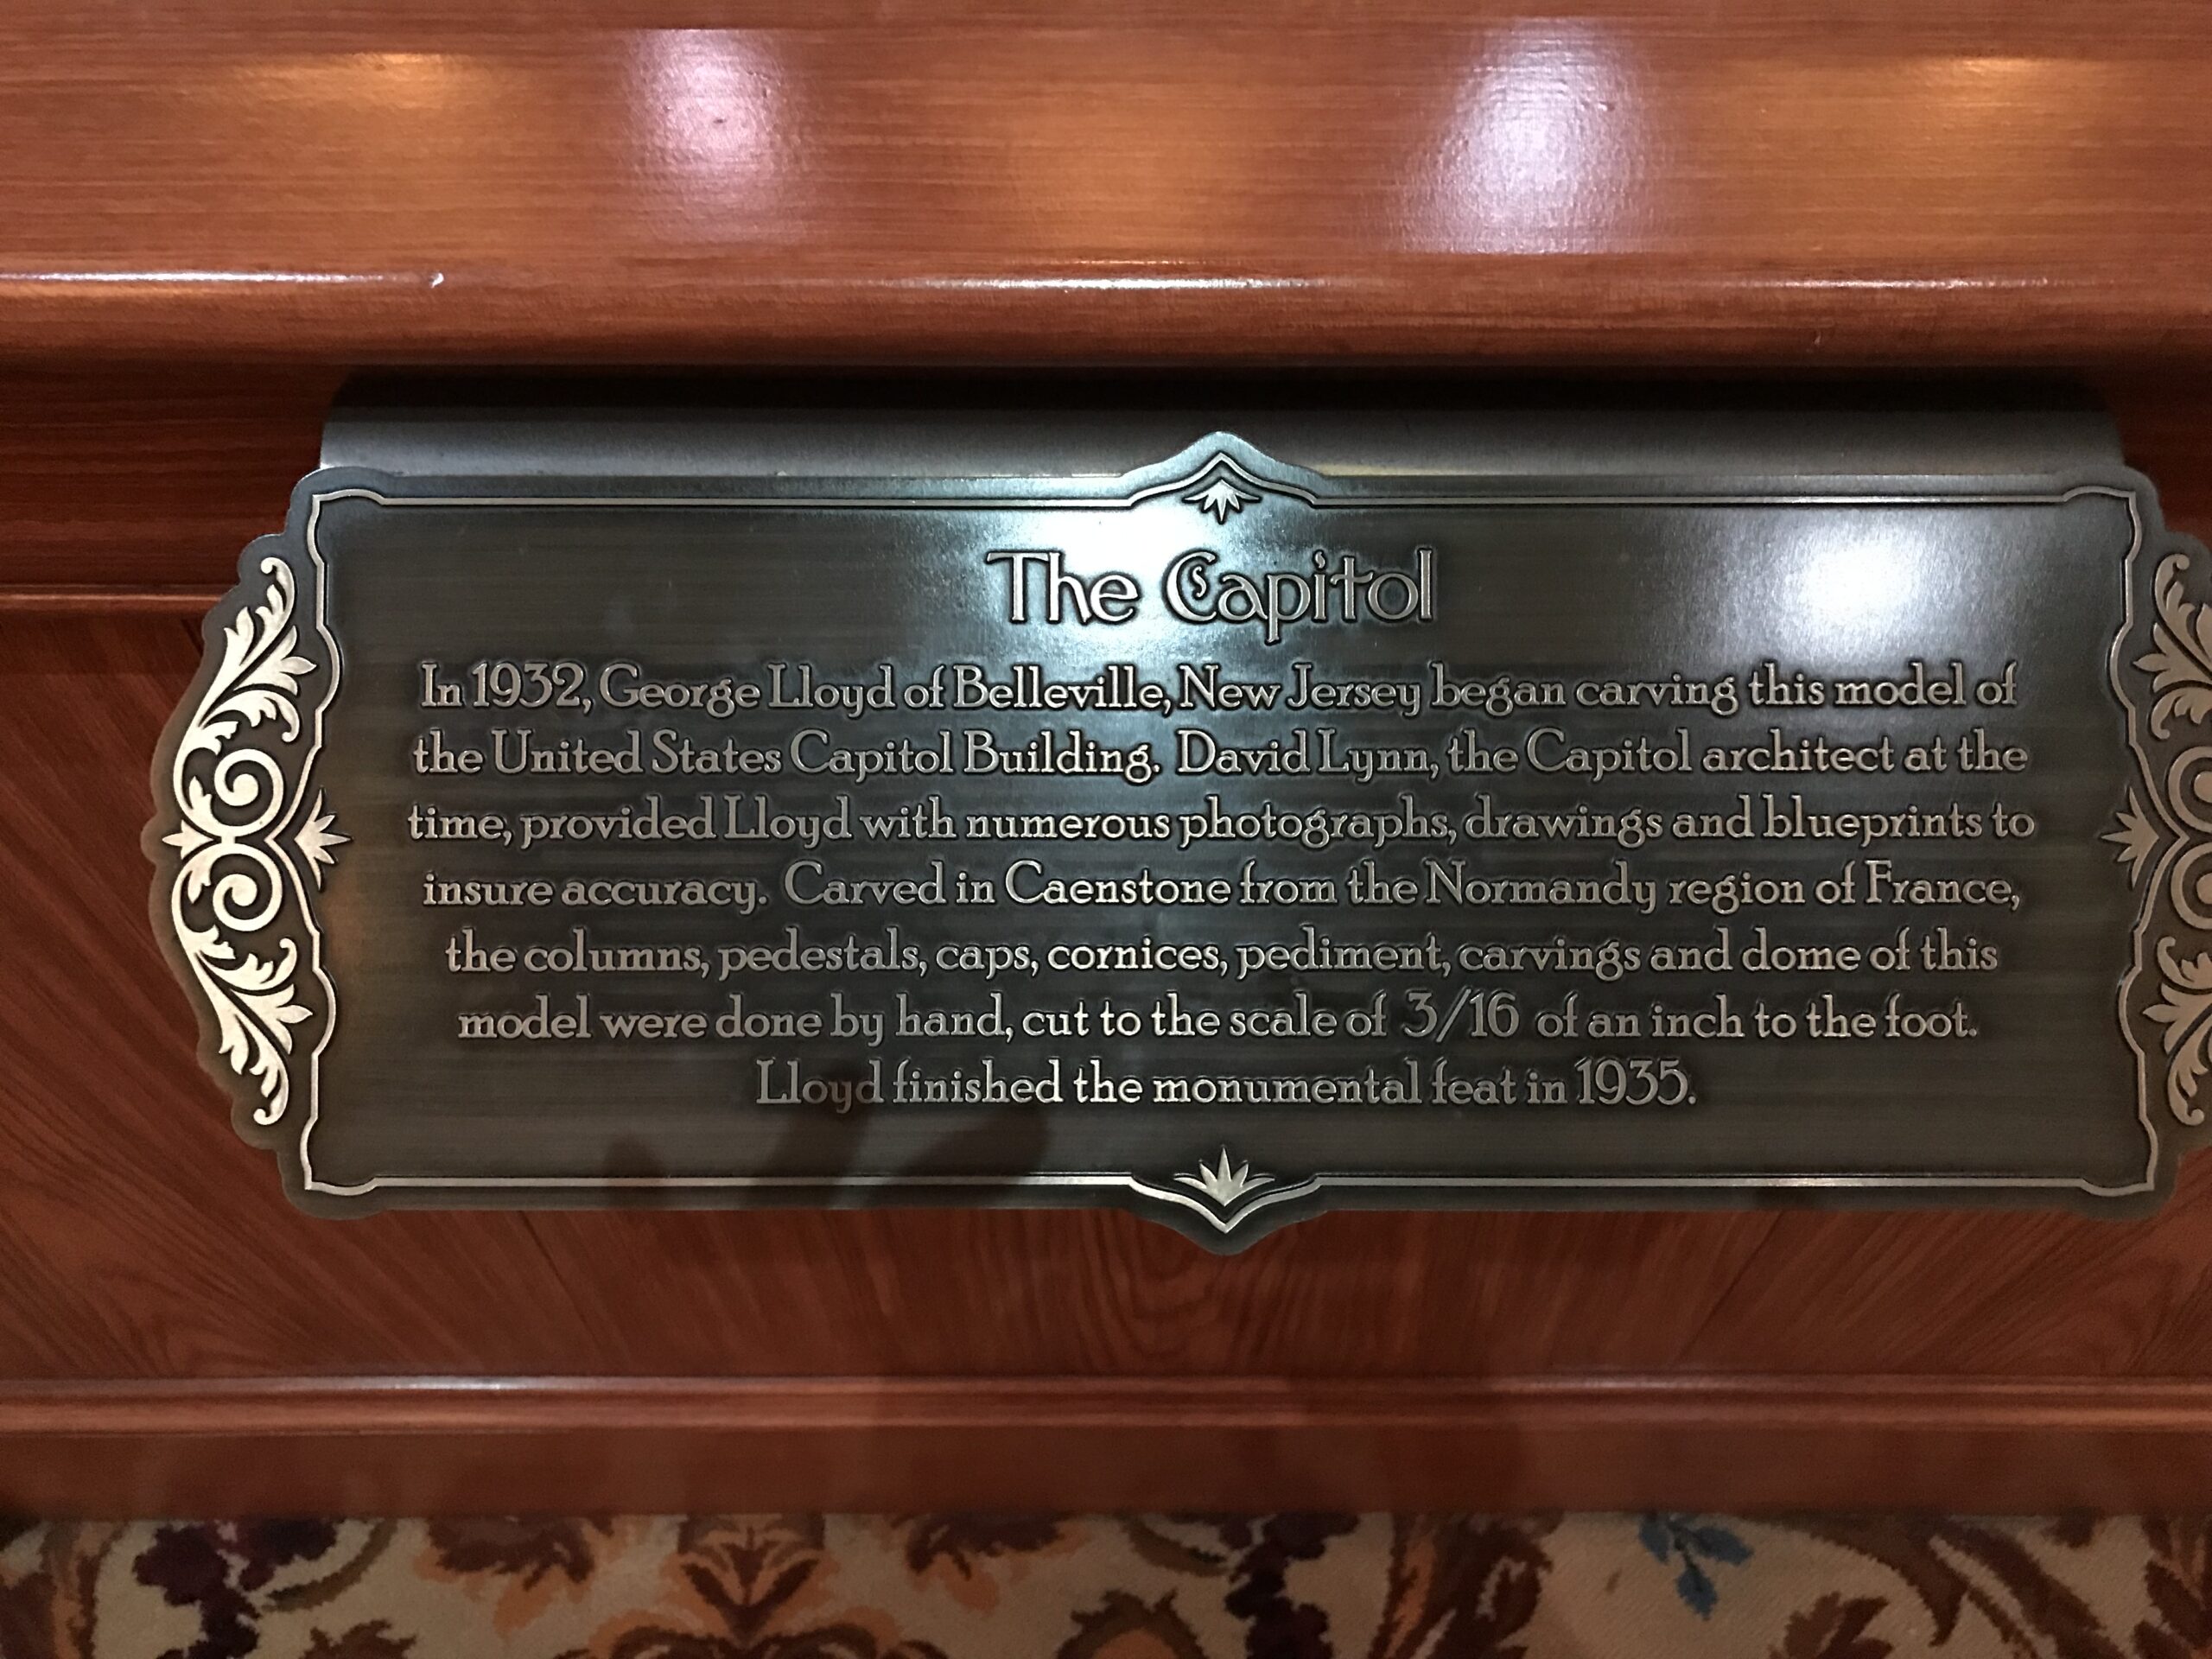 The Capitol
In 1932, George Lloyd of Belleville, New Jersey began carving this model of
the United States Capitol Building. David Lynn, the Capitol architect at the
time, provided Lloyd with numerous photographs, drawings and blueprints to
insure accuracy. Carved in Caenstone from the Normandy region of France,
the columns, pedestals, caps, cornices, pediment, carvings and dome of this
model were done by hand, cut to the scale of 3/16 of an inch to the foot.
Lloyd finished the monumental feat in 1935.